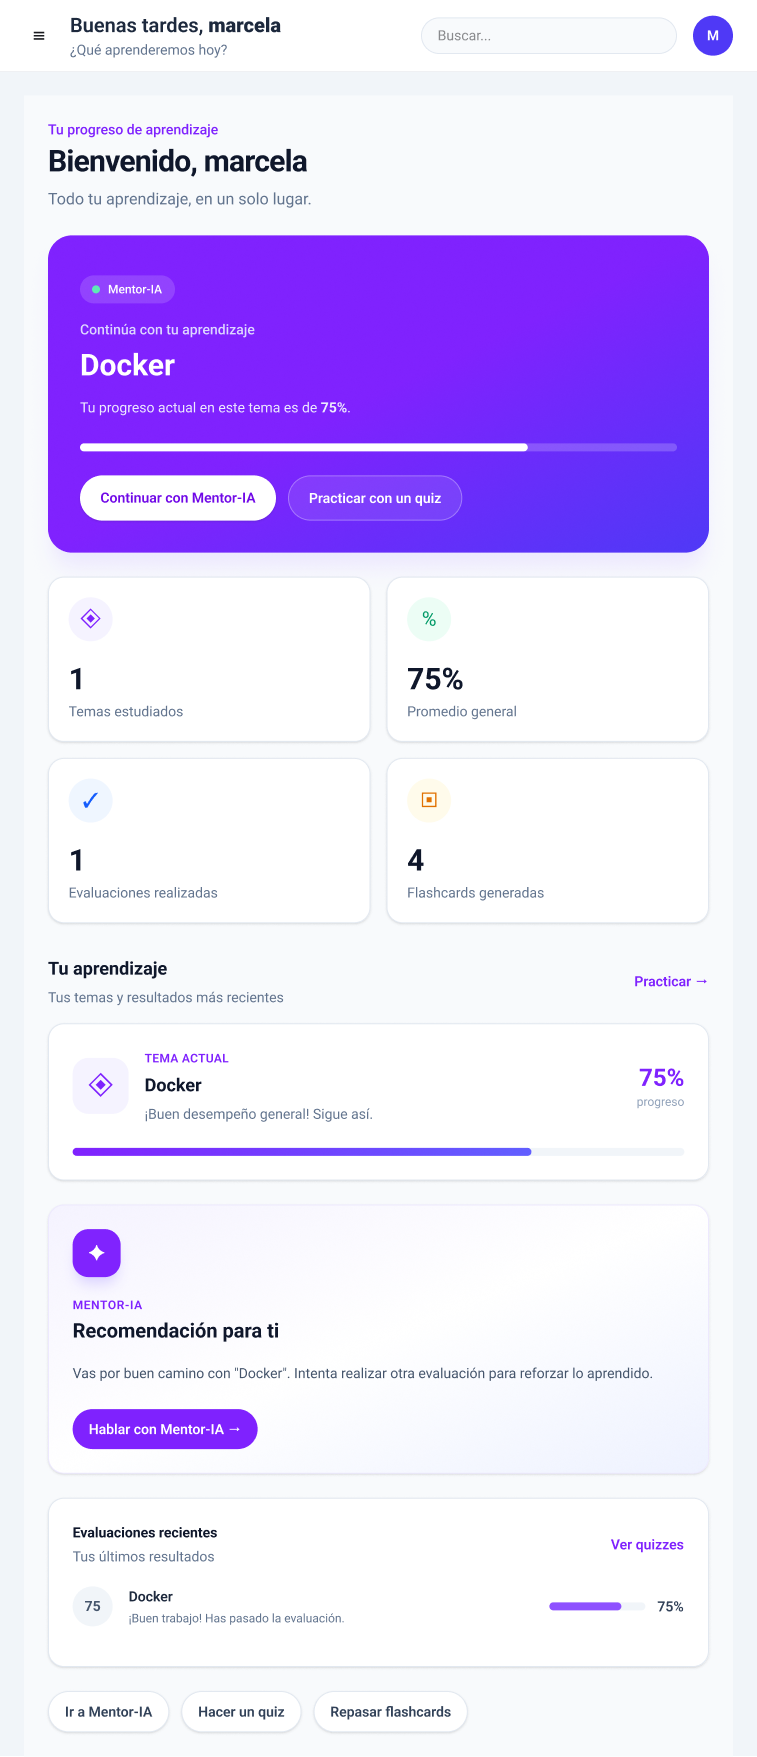 Buenas tardes, marcela
¿Qué aprenderemos hoy?
Buscar...
M
Tu progreso de aprendizaje
Bienvenido, marcela
Todo tu aprendizaje, en un solo lugar.
Mentor-IA
Continúa con tu aprendizaje
Docker
Tu progreso actual en este tema es de 75%.
Continuar con Mentor-IA
Practicar con un quiz
1
Temas estudiados
%
75%
Promedio general
✓
1
Evaluaciones realizadas
4
Flashcards generadas
Tu aprendizaje
Tus temas y resultados más recientes
Practicar →
TEMA ACTUAL
Docker
¡Buen desempeño general! Sigue así.
75%
progreso
MENTOR-IA
Recomendación para ti
Vas por buen camino con "Docker". Intenta realizar otra evaluación para reforzar lo aprendido.
Hablar con Mentor-IA →
Evaluaciones recientes
Tus últimos resultados
Ver quizzes
75
Docker
¡Buen trabajo! Has pasado la evaluación.
75%
Ir a Mentor-IA
Hacer un quiz
Repasar flashcards